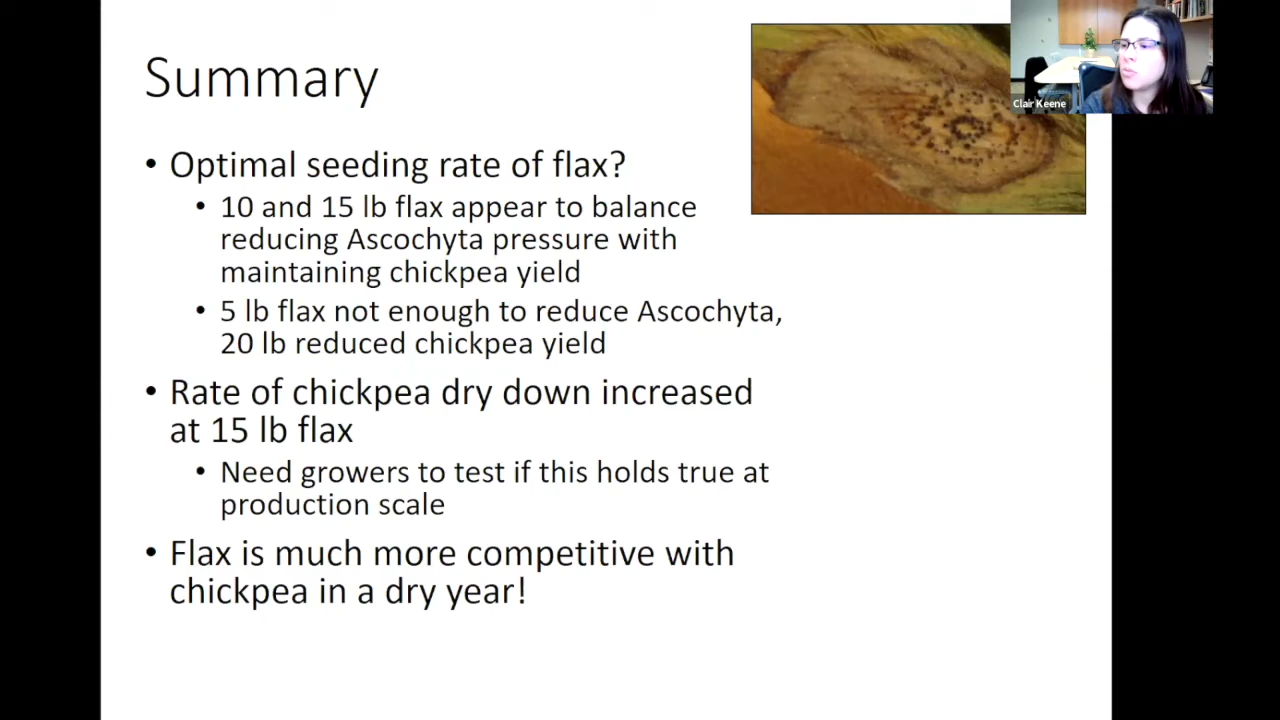 Summary
Clair Keene
• Optimal seeding rate of flax?
• 10 and 15 lb flax appear to balance
reducing Ascochyta pressure with
maintaining chickpea yield
• 5 lb flax not enough to reduce Ascochyta,
20 lb reduced chickpea yield
• Rate of chickpea dry down increased
at 15 lb flax
• Need growers to test if this holds true at
production scale
• Flax is much more competitive with
chickpea in a dry year!